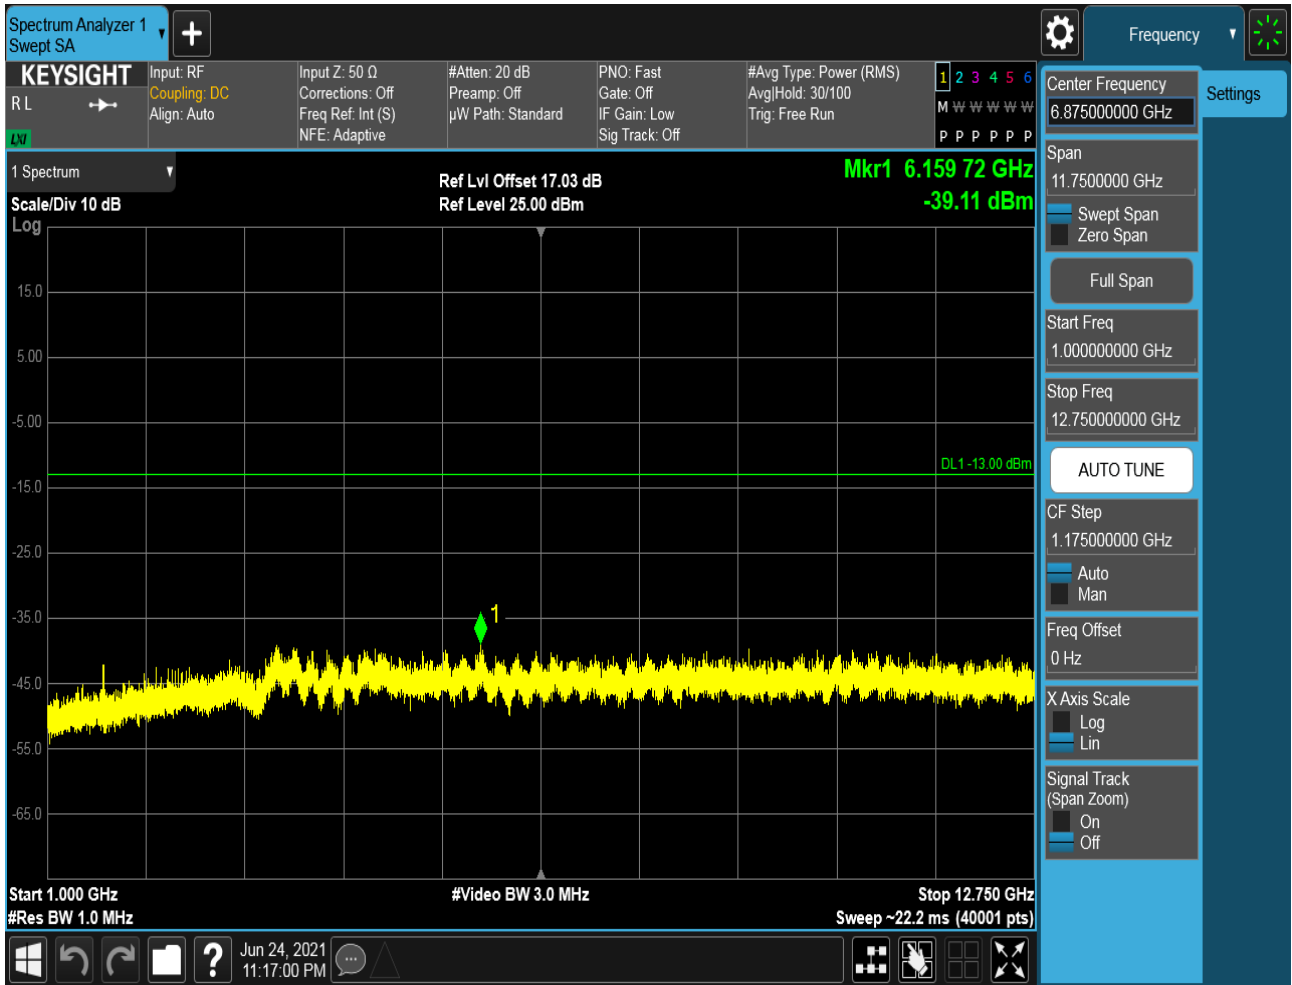 Spectrum Analyzer 1
Swept SA
Frequency
KEYSIGHT
R L
LXI
Input: RF
Coupling: DC
Align: Auto
Input Z: 50 Ω
Corrections: Off
Freq Ref: Int (S)
NFE: Adaptive
#Atten: 20 dB
Preamp: Off
µW Path: Standard
PNO: Fast
Gate: Off
IF Gain: Low
Sig Track: Off
#Avg Type: Power (RMS)
Avg|Hold: 30/100
Trig: Free Run
1 2 3 4 5 6
M W W W W W
P P P P P P
1 Spectrum
Scale/Div 10 dB
Log
Ref Lvl Offset 17.03 dB
Ref Level 25.00 dBm
Mkr1 6.159 72 GHz
-39.11 dBm
15.0
5.00
-5.00
DL1 -13.00 dBm
-15.0
-25.0
-35.0
1
-45.0
-55.0
-65.0
Start 1.000 GHz
#Res BW 1.0 MHz
#Video BW 3.0 MHz
Stop 12.750 GHz
Sweep ~22.2 ms (40001 pts)
Jun 24, 2021
11:17:00 PM
Center Frequency
6.875000000 GHz
Settings
Span
11.7500000 GHz
Swept Span
Zero Span
Full Span
Start Freq
1.000000000 GHz
Stop Freq
12.750000000 GHz
AUTO TUNE
CF Step
1.175000000 GHz
Auto
Man
Freq Offset
0 Hz
X Axis Scale
Log
Lin
Signal Track
(Span Zoom)
On
Off